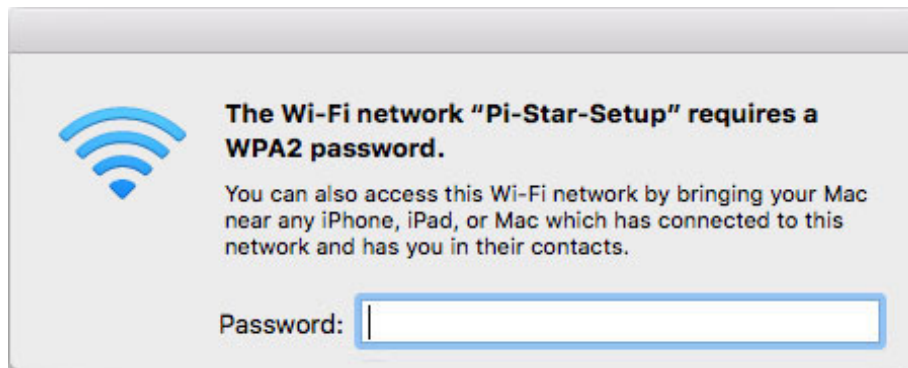 The Wi-Fi network “Pi-Star-Setup” requires a
WPA2 password.
You can also access this Wi-Fi network by bringing your Mac
near any iPhone, iPad, or Mac which has connected to this
network and has you in their contacts.
Password: